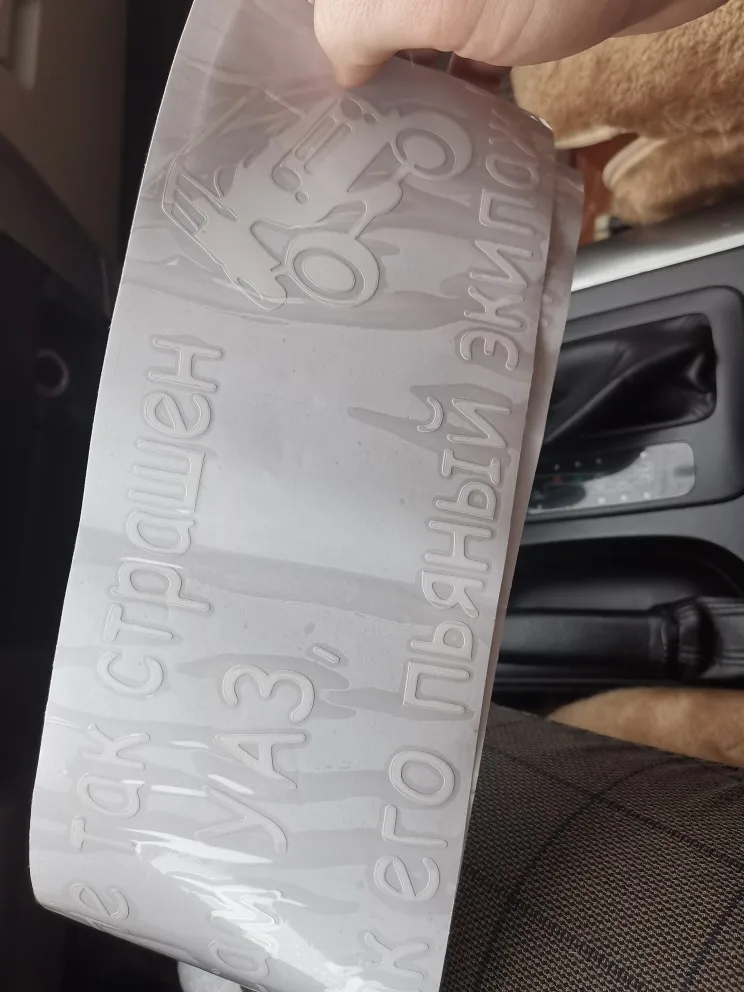 так страшен
УАЗ,
его пьяный экипаж